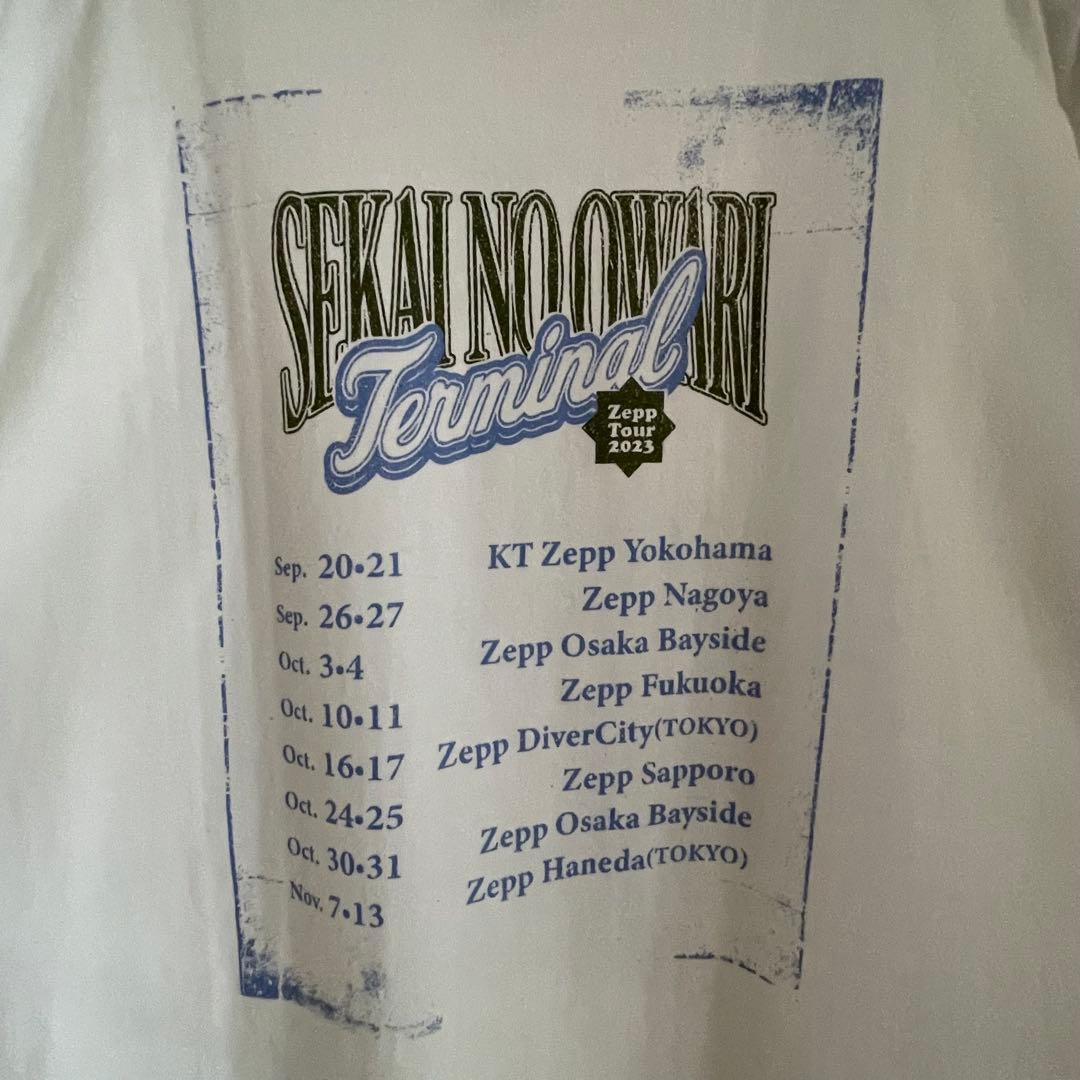 SEKAI NO OWARI
Terminal
Zepp
Tour
2023
Sep. 20•21 KT Zepp Yokohama
Sep. 26•27 Zepp Nagoya
Oct. 3•4 Zepp Osaka Bayside
Oct. 10•11 Zepp Fukuoka
Oct. 16•17 Zepp DiverCity(TOKYO)
Oct. 24•25 Zepp Sapporo
Oct. 30•31 Zepp Osaka Bayside
Nov. 7•13 Zepp Haneda(TOKYO)